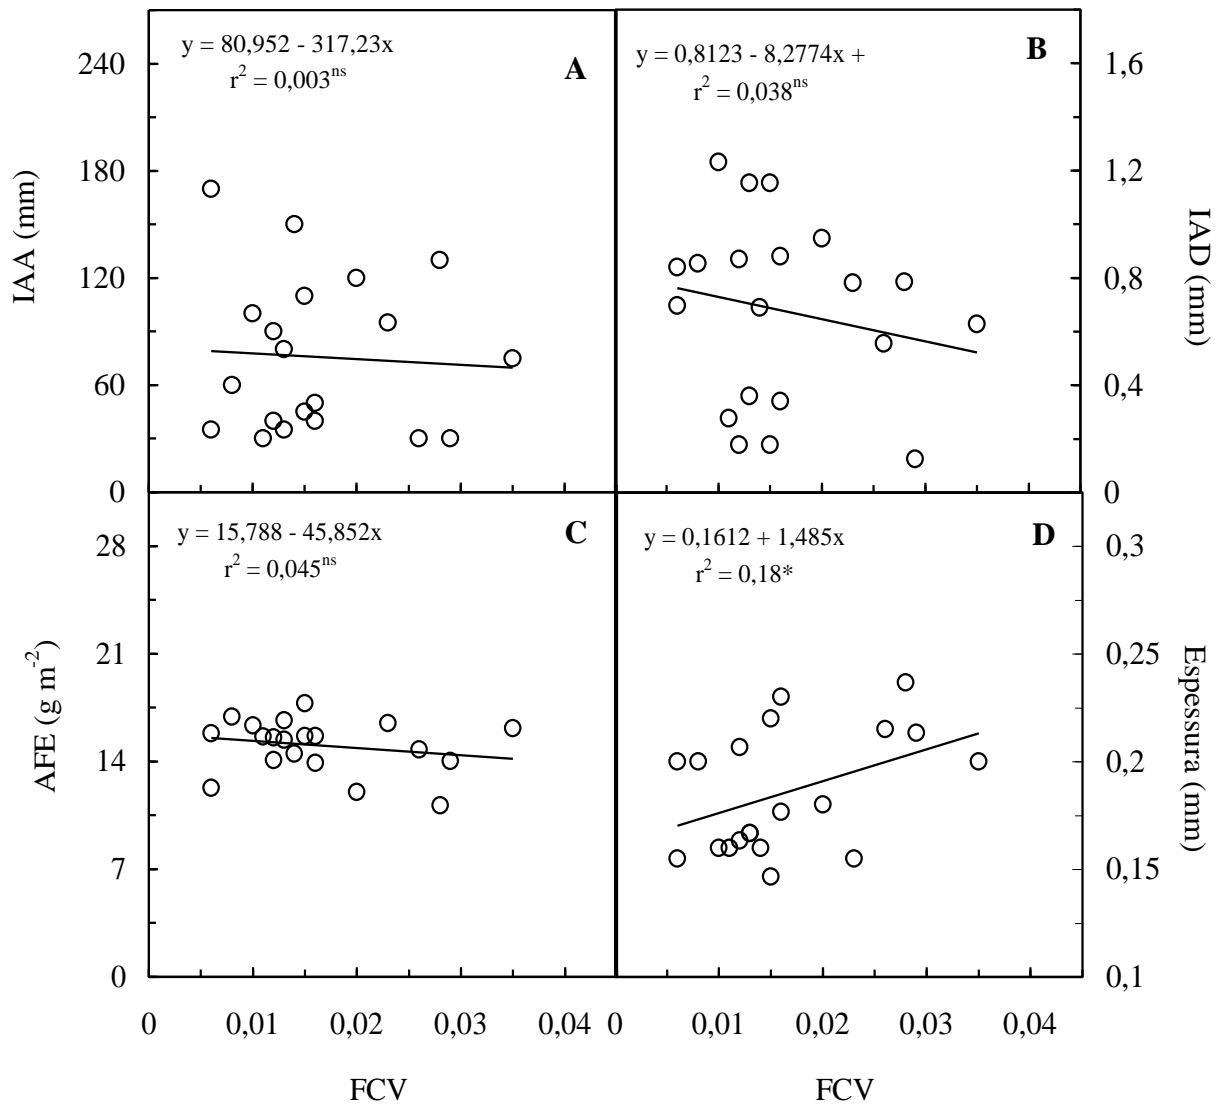 y = 80,952 - 317,23x
r² = 0,003ⁿˢ
A
240
180
120
60
0
IAA (mm)
y = 0,8123 - 8,2774x +
r² = 0,038ⁿˢ
B
1,6
1,2
0,8
0,4
0
IAD (mm)
y = 15,788 - 45,852x
r² = 0,045ⁿˢ
C
28
21
14
7
0
AFE (g m⁻²)
y = 0,1612 + 1,485x
r² = 0,18*
D
0,3
0,25
0,2
0,15
0,1
Espessura (mm)
0 0,01 0,02 0,03 0,04
0 0,01 0,02 0,03 0,04
FCV
FCV